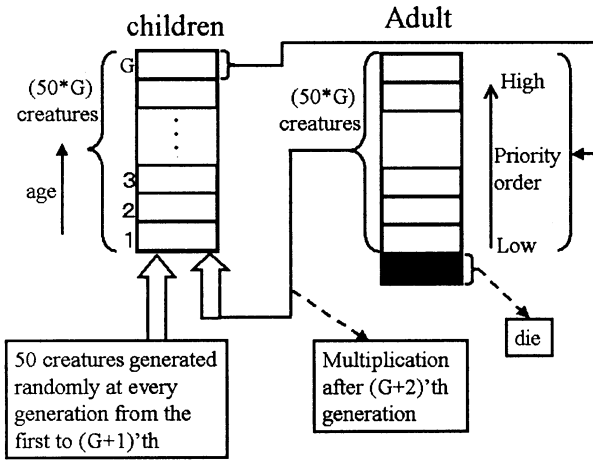 children
Adult
G
(50*G)
creatures
3
2
1
age
(50*G)
creatures
High
Priority
order
Low
die
50 creatures generated
randomly at every
generation from the
first to (G+1)'th
Multiplication
after (G+2)'th
generation